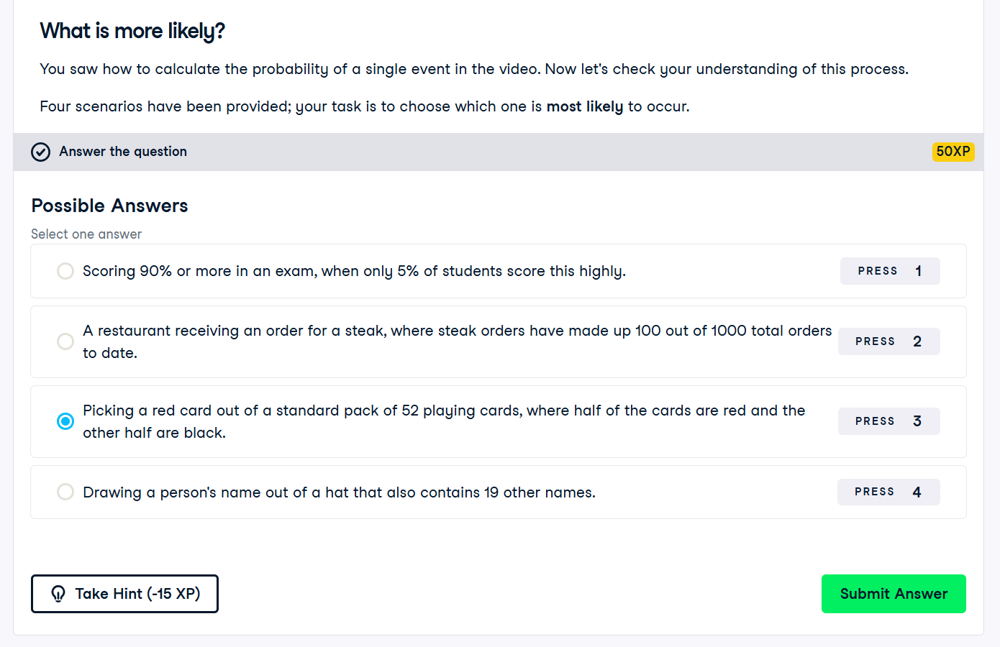 What is more likely?
You saw how to calculate the probability of a single event in the video. Now let's check your understanding of this process.
Four scenarios have been provided; your task is to choose which one is most likely to occur.
Answer the question
50XP
Possible Answers
Select one answer
Scoring 90% or more in an exam, when only 5% of students score this highly.
PRESS 1
A restaurant receiving an order for a steak, where steak orders have made up 100 out of 1000 total orders
to date.
PRESS 2
Picking a red card out of a standard pack of 52 playing cards, where half of the cards are red and the
other half are black.
PRESS 3
Drawing a person's name out of a hat that also contains 19 other names.
PRESS 4
Take Hint (-15 XP)
Submit Answer